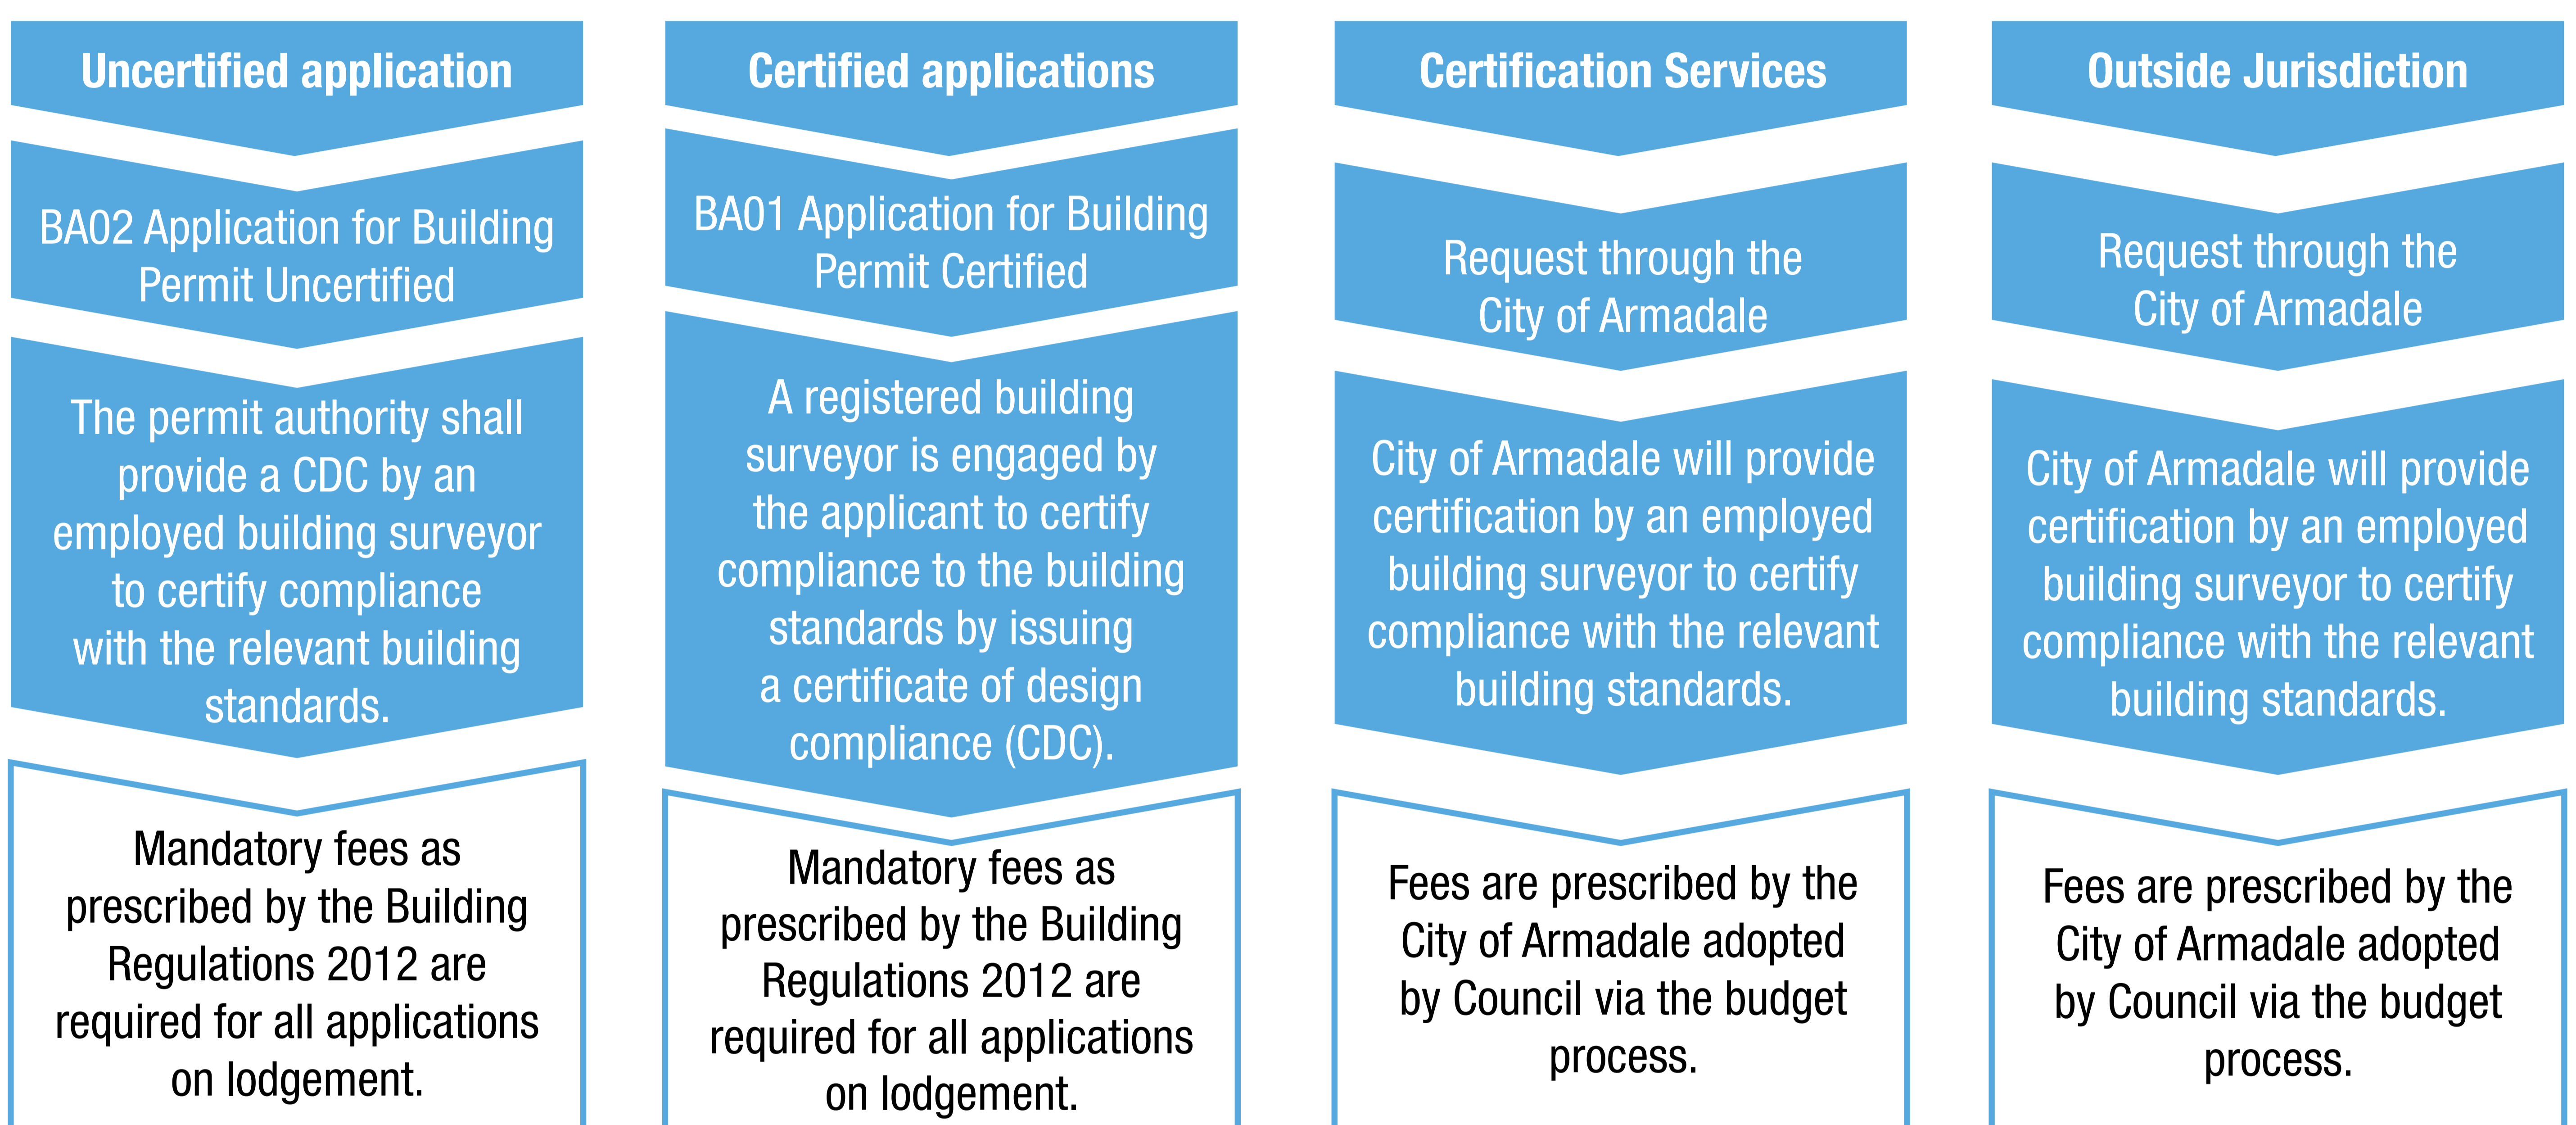 Uncertified application
BA02 Application for Building
Permit Uncertified
The permit authority shall
provide a CDC by an
employed building surveyor
to certify compliance
with the relevant building
standards.
Mandatory fees as
prescribed by the Building
Regulations 2012 are
required for all applications
on lodgement.
Certified applications
BA01 Application for Building
Permit Certified
A registered building
surveyor is engaged by
the applicant to certify
compliance to the building
standards by issuing
a certificate of design
compliance (CDC).
Mandatory fees as
prescribed by the Building
Regulations 2012 are
required for all applications
on lodgement.
Certification Services
Request through the
City of Armadale
City of Armadale will provide
certification by an employed
building surveyor to certify
compliance with the relevant
building standards.
Fees are prescribed by the
City of Armadale adopted
by Council via the budget
process.
Outside Jurisdiction
Request through the
City of Armadale
City of Armadale will provide
certification by an employed
building surveyor to certify
compliance with the relevant
building standards.
Fees are prescribed by the
City of Armadale adopted
by Council via the budget
process.